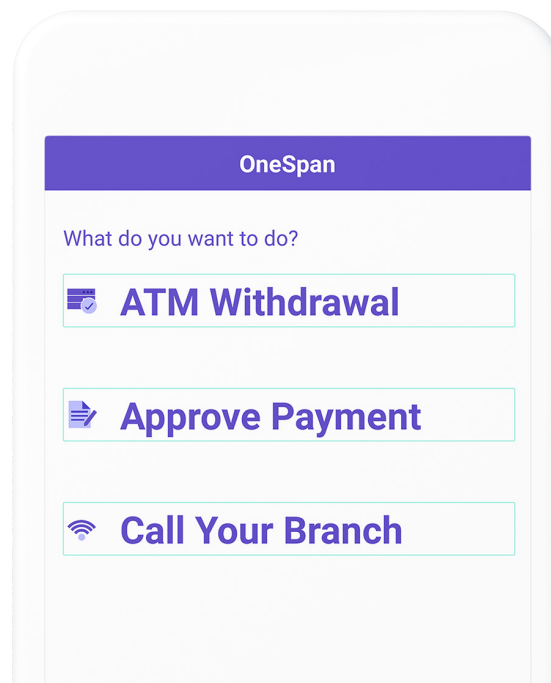 OneSpan
What do you want to do?
ATM Withdrawal
Approve Payment
Call Your Branch